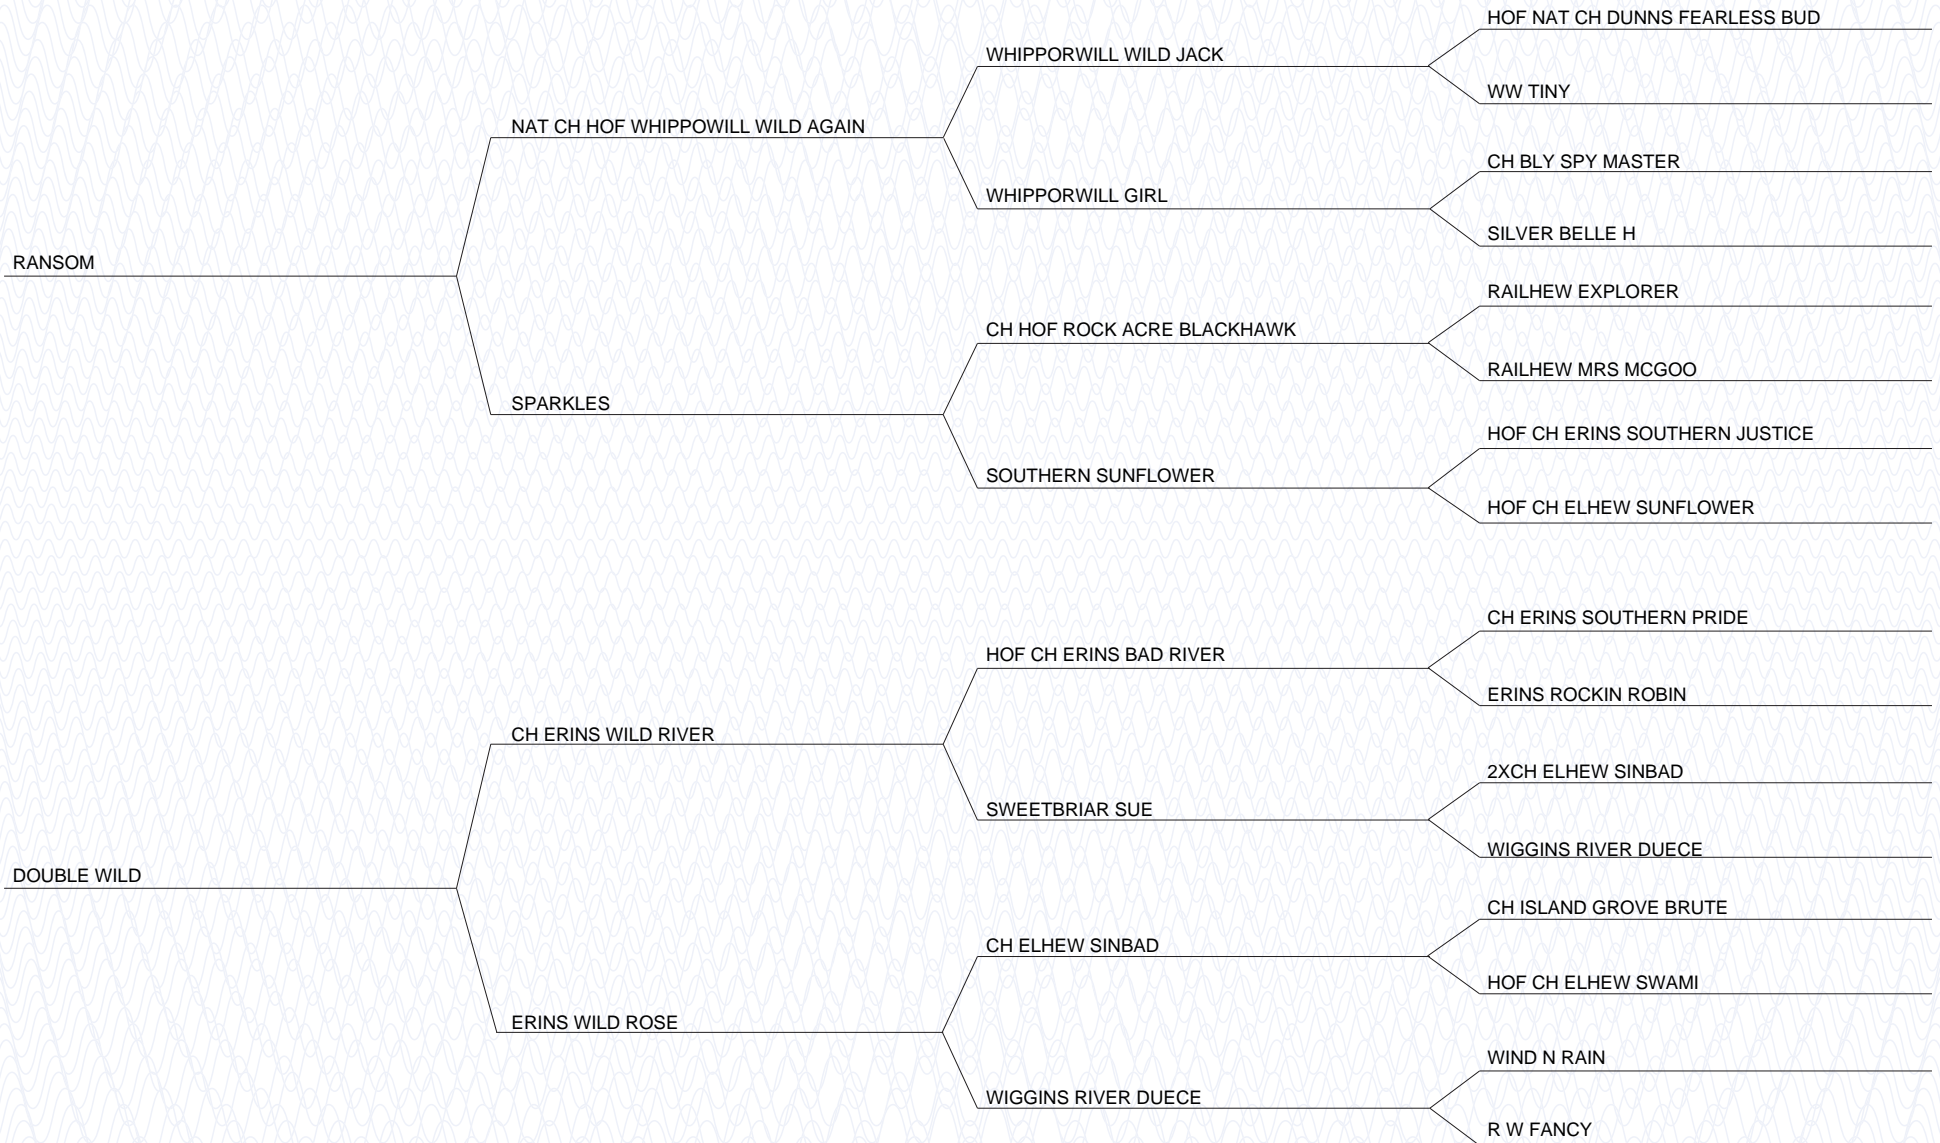 HOF NAT CH DUNNS FEARLESS BUD
WHIPPORWILL WILD JACK
WW TINY
NAT CH HOF WHIPPOWILL WILD AGAIN
CH BLY SPY MASTER
WHIPPORWILL GIRL
SILVER BELLE H
RANSOM
RAILHEW EXPLORER
CH HOF ROCK ACRE BLACKHAWK
RAILHEW MRS MCGOO
SPARKLES
HOF CH ERINS SOUTHERN JUSTICE
SOUTHERN SUNFLOWER
HOF CH ELHEW SUNFLOWER
CH ERINS SOUTHERN PRIDE
HOF CH ERINS BAD RIVER
ERINS ROCKIN ROBIN
CH ERINS WILD RIVER
2XCH ELHEW SINBAD
SWEETBRIAR SUE
WIGGINS RIVER DUECE
DOUBLE WILD
CH ISLAND GROVE BRUTE
CH ELHEW SINBAD
HOF CH ELHEW SWAMI
ERINS WILD ROSE
WIND N RAIN
WIGGINS RIVER DUECE
R W FANCY